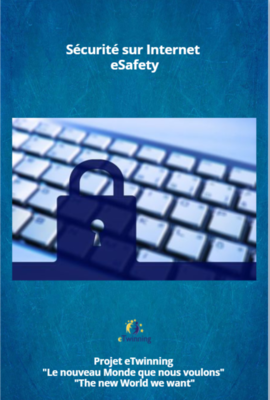 Sécurité sur Internet
eSafety
eTwinning
Projet eTwinning
"Le nouveau Monde que nous voulons"
"The new World we want"